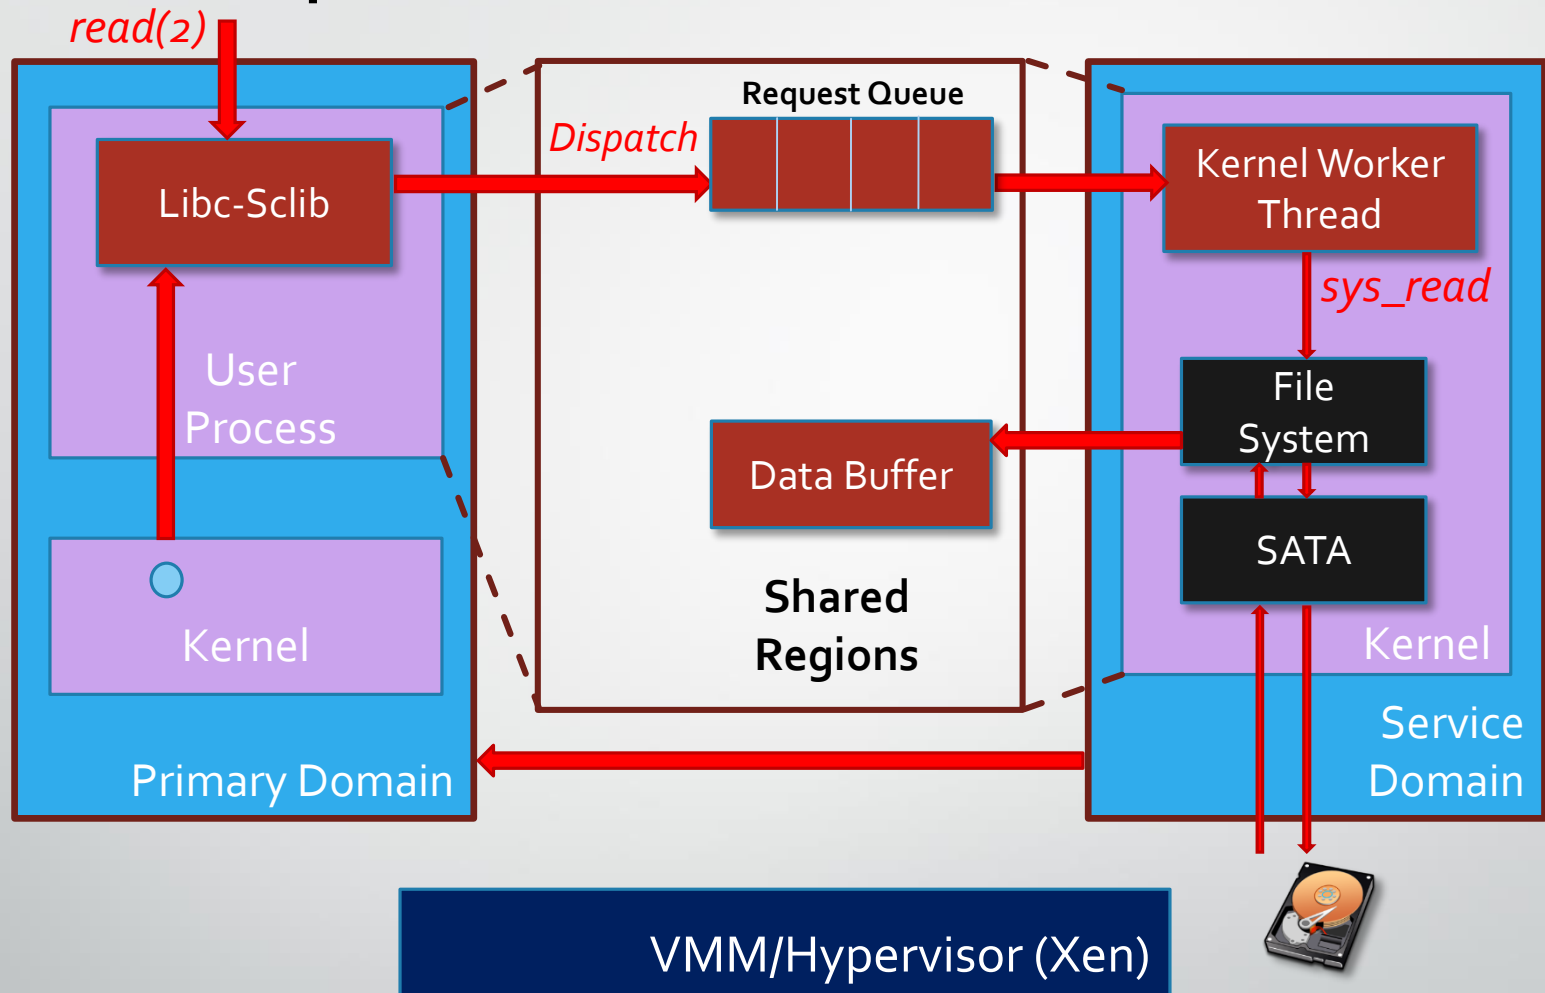 read(2)
Request Queue
Dispatch
Libc-Sclib
Kernel Worker
Thread
sys_read
User
Process
File
System
Data Buffer
SATA
Shared
Regions
Kernel
Kernel
Primary Domain
Service
Domain
VMM/Hypervisor (Xen)